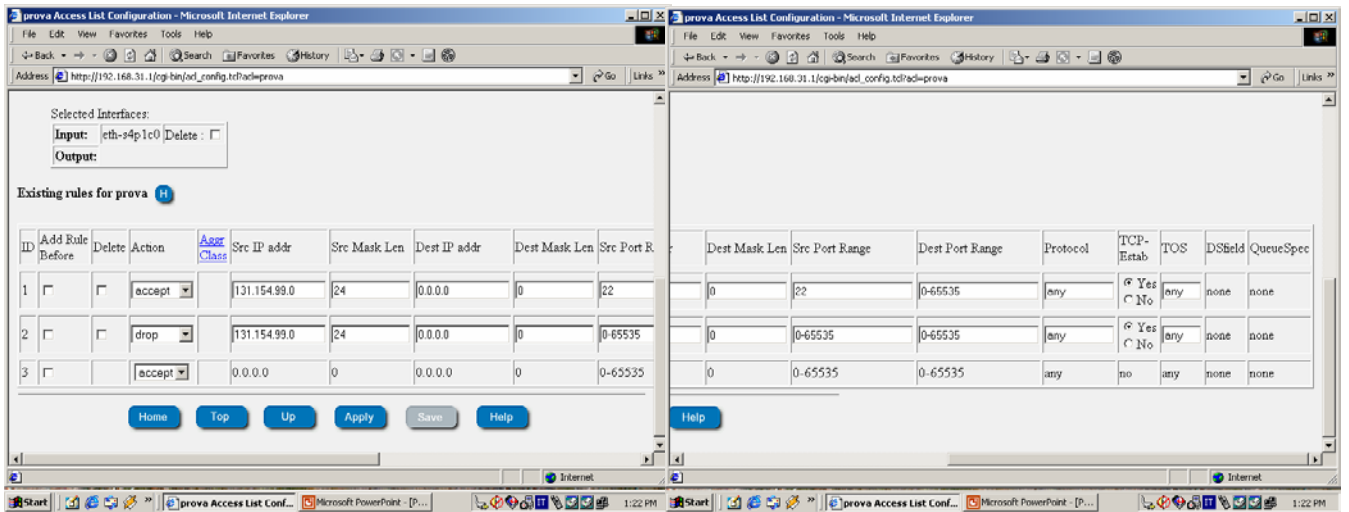 prova Access List Configuration - Microsoft Internet Explorer
File Edit View Favorites Tools Help
Back Search Favorites History
Address http://192.168.31.1/cgi-bin/acl_config.tcl?acl=prova Go Links »
Selected Interfaces:
Input: eth-s4p1c0 Delete :
Output:
Existing rules for prova H
ID Add Rule Before Delete Action Aggr Class Src IP addr Src Mask Len Dest IP addr Dest Mask Len Src Port R
1 accept 131.154.99.0 24 0.0.0.0 0 22
2 drop 131.154.99.0 24 0.0.0.0 0 0-65535
3 accept 0.0.0.0 0 0.0.0.0 0 0-65535
Home Top Up Apply Save Help
Internet
Start » prova Access List Conf... Microsoft PowerPoint - [P... 1:22 PM
prova Access List Configuration - Microsoft Internet Explorer
File Edit View Favorites Tools Help
Back Search Favorites History
Address http://192.168.31.1/cgi-bin/acl_config.tcl?acl=prova Go Links »
r Dest Mask Len Src Port Range Dest Port Range Protocol TCP-Estab TOS DSfield QueueSpec
0 22 0-65535 any Yes No any none none
0 0-65535 0-65535 any Yes No any none none
0 0-65535 0-65535 any no any none none
Help
Internet
Start » prova Access List Conf... Microsoft PowerPoint - [P... 1:22 PM